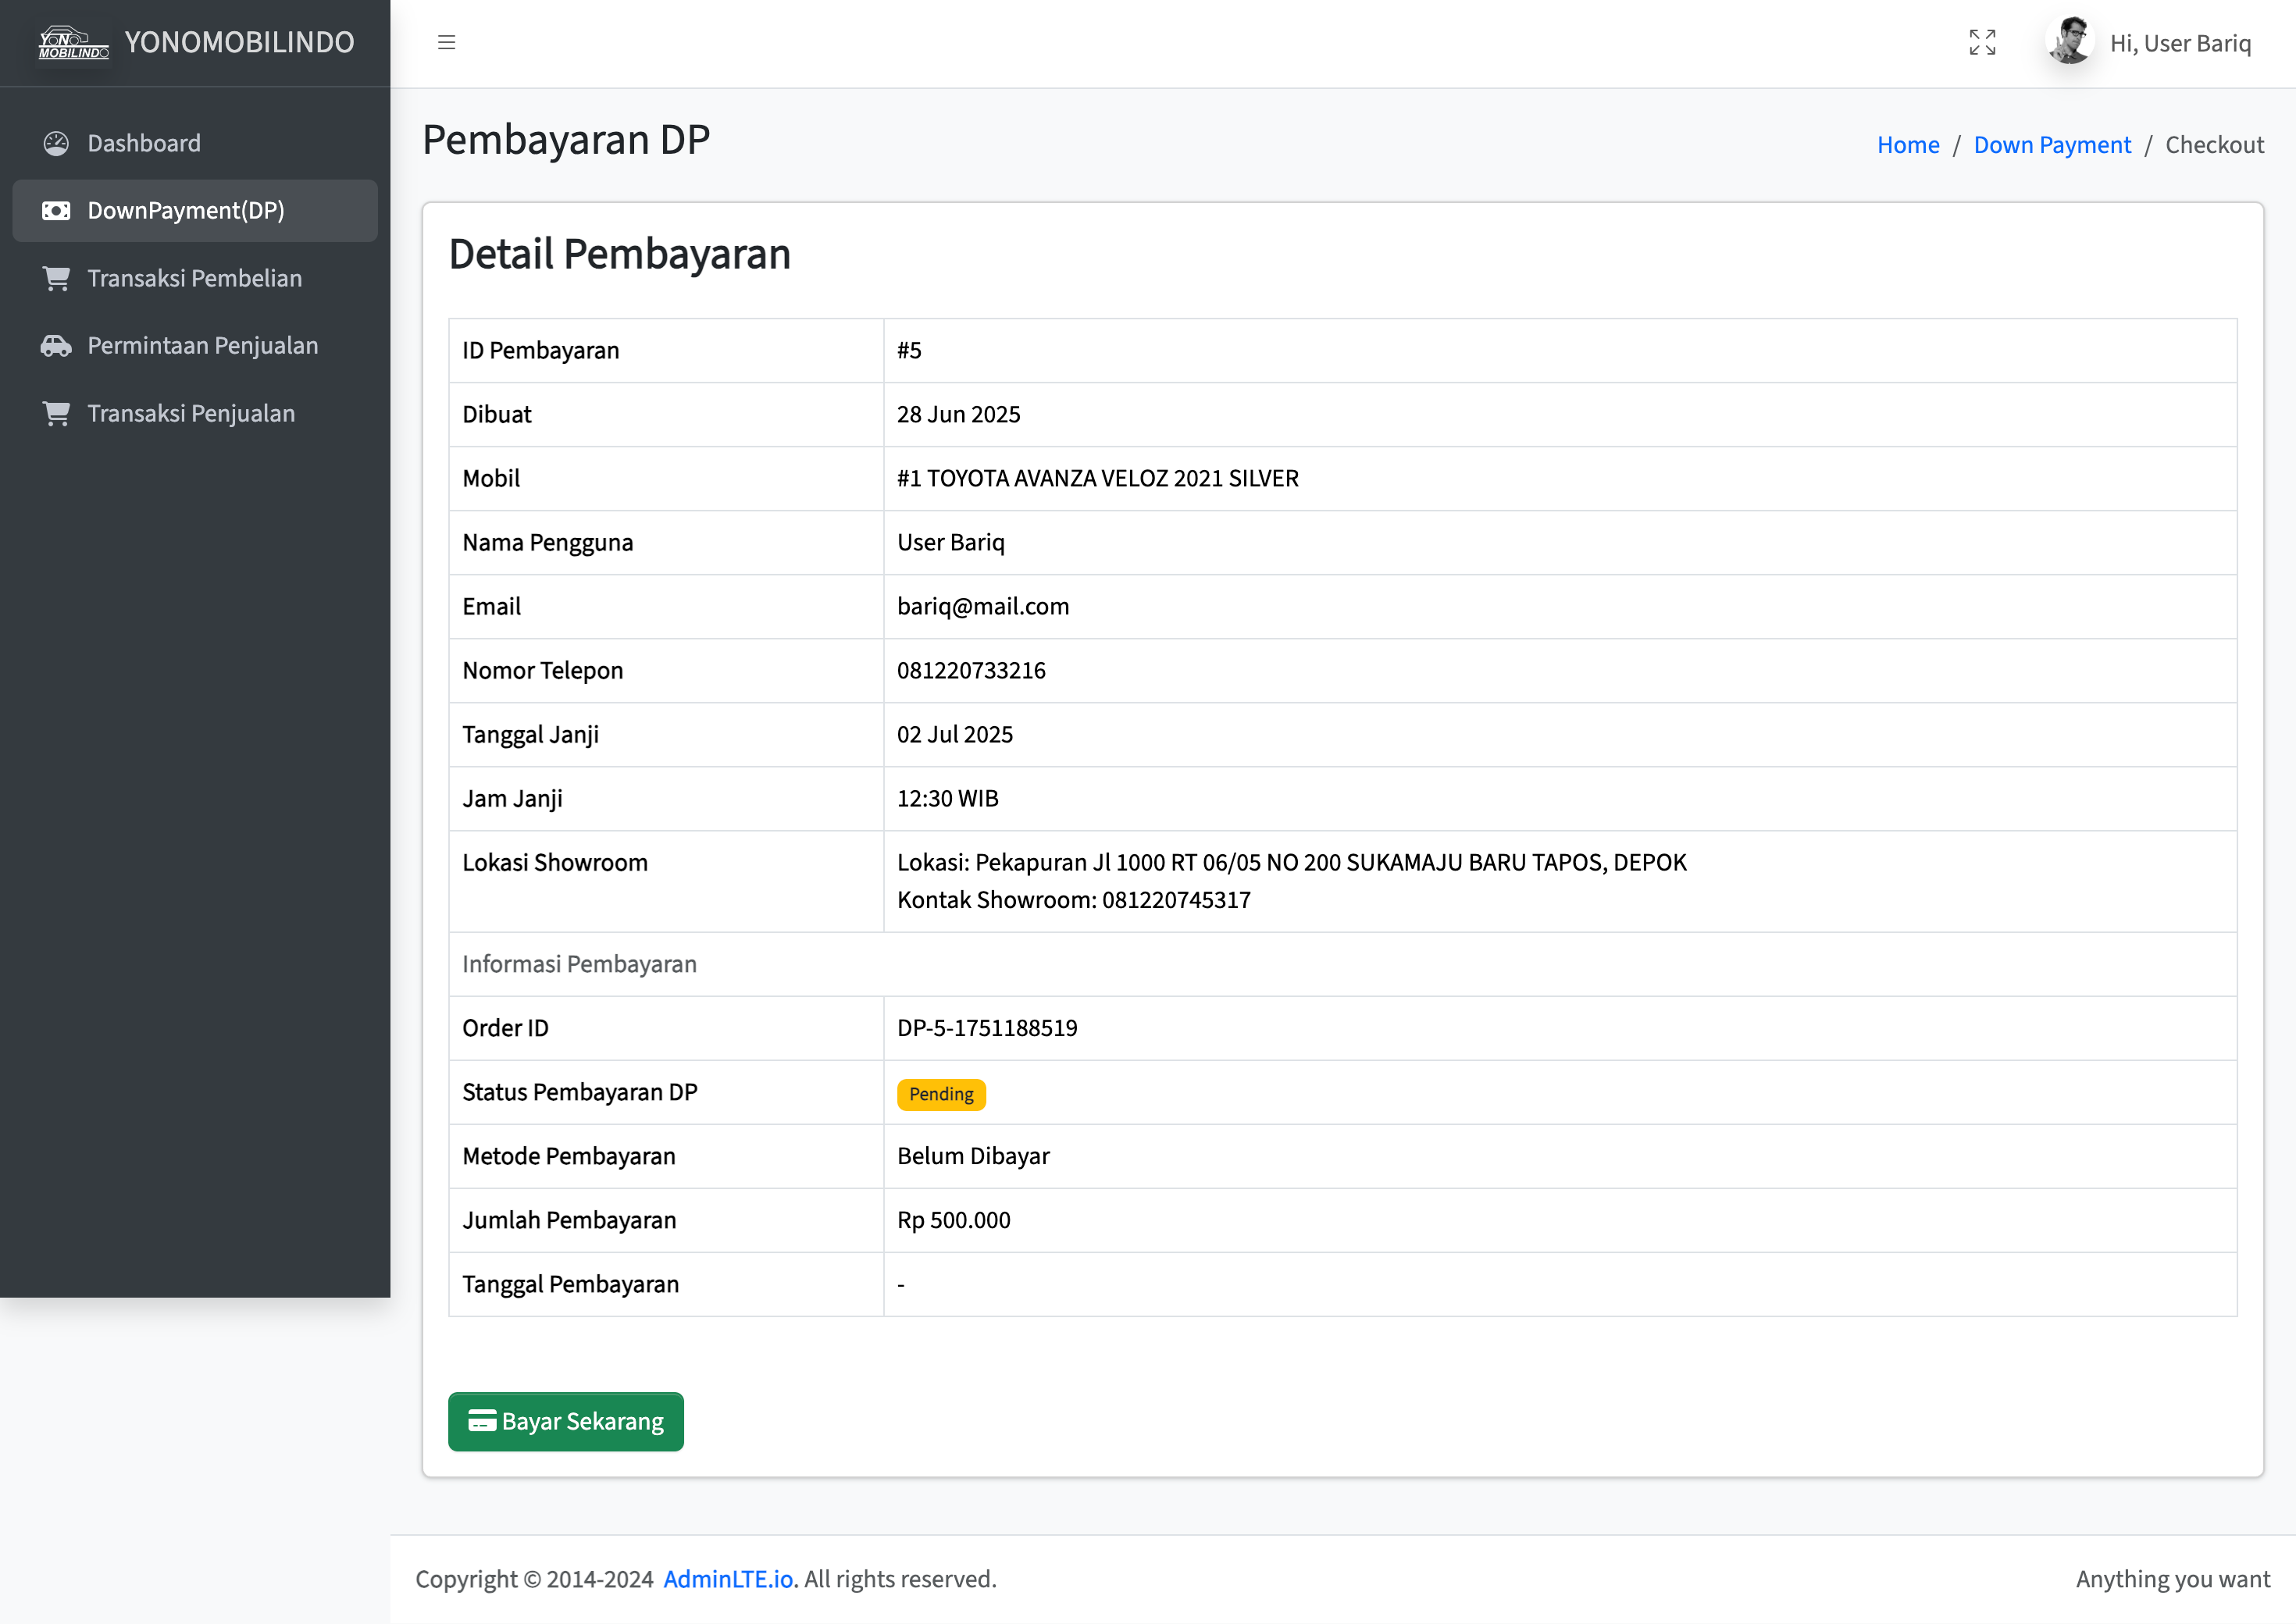 YONO MOBILINDO
YONOMOBILINDO
Hi, User Bariq
Dashboard
DownPayment(DP)
Transaksi Pembelian
Permintaan Penjualan
Transaksi Penjualan
Pembayaran DP
Home / Down Payment / Checkout
Detail Pembayaran
ID Pembayaran #5
Dibuat 28 Jun 2025
Mobil #1 TOYOTA AVANZA VELOZ 2021 SILVER
Nama Pengguna User Bariq
Email bariq@mail.com
Nomor Telepon 081220733216
Tanggal Janji 02 Jul 2025
Jam Janji 12:30 WIB
Lokasi Showroom Lokasi: Pekapuran Jl 1000 RT 06/05 NO 200 SUKAMAJU BARU TAPOS, DEPOK
Kontak Showroom: 081220745317
Informasi Pembayaran
Order ID DP-5-1751188519
Status Pembayaran DP Pending
Metode Pembayaran Belum Dibayar
Jumlah Pembayaran Rp 500.000
Tanggal Pembayaran -
Bayar Sekarang
Copyright © 2014-2024 AdminLTE.io. All rights reserved.
Anything you want